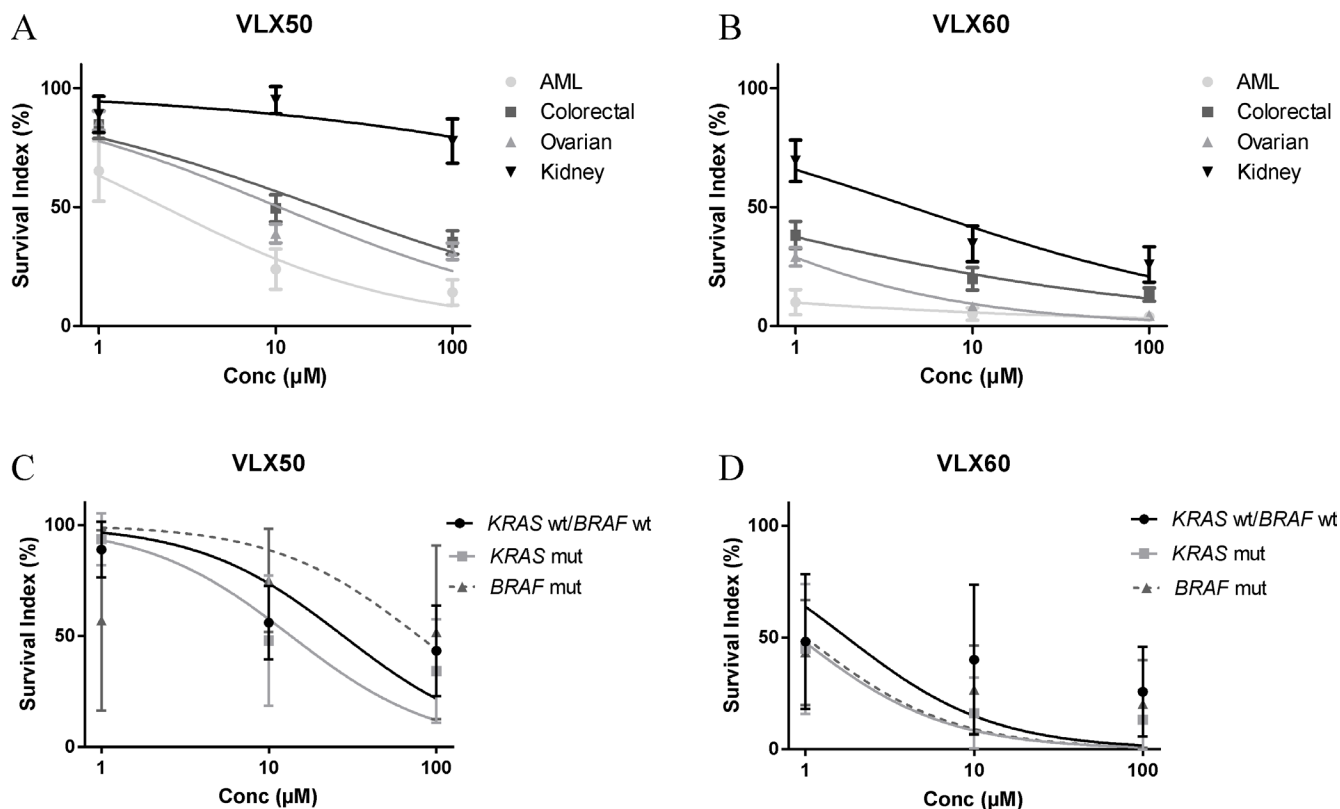 A
VLX50
Survival Index (%)
100
50
0
1
10
100
Conc (µM)
AML
Colorectal
Ovarian
Kidney
B
VLX60
Survival Index (%)
100
50
0
1
10
100
Conc (µM)
AML
Colorectal
Ovarian
Kidney
C
VLX50
Survival Index (%)
100
50
0
1
10
100
Conc (µM)
KRAS wt/BRAF wt
KRAS mut
BRAF mut
D
VLX60
Survival Index (%)
100
50
0
1
10
100
Conc (µM)
KRAS wt/BRAF wt
KRAS mut
BRAF mut